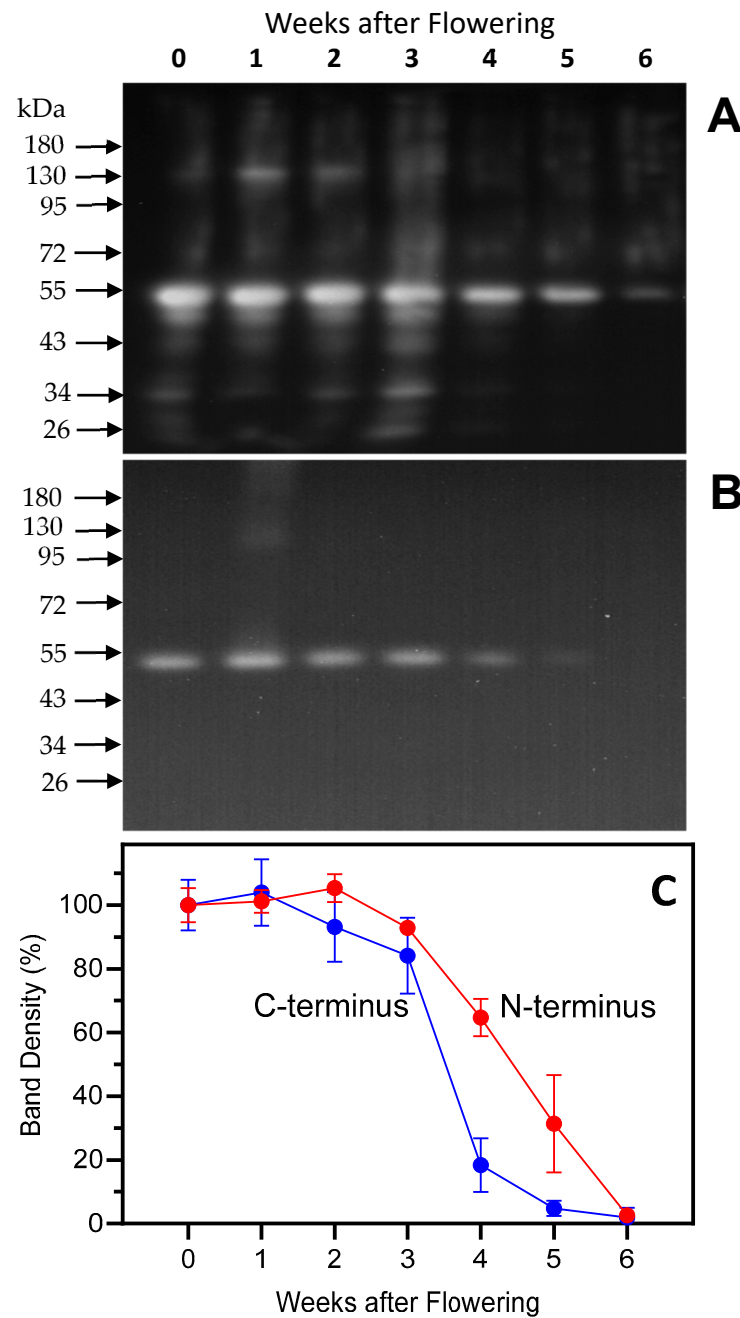 Weeks after Flowering
0 1 2 3 4 5 6
kDa
A
180
130
95
72
55
43
34
26
B
180
130
95
72
55
43
34
26
C
Band Density (%)
100
80
60
40
20
0
C-terminus N-terminus
0 1 2 3 4 5 6
Weeks after Flowering